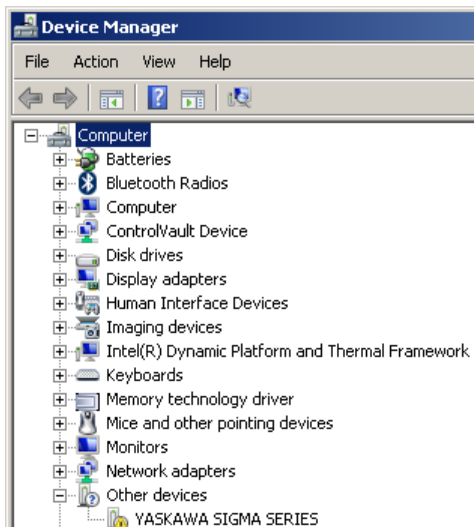 Device Manager
File Action View Help
Computer
Batteries
Bluetooth Radios
Computer
ControlVault Device
Disk drives
Display adapters
Human Interface Devices
Imaging devices
Intel(R) Dynamic Platform and Thermal Framework
Keyboards
Memory technology driver
Mice and other pointing devices
Monitors
Network adapters
Other devices
YASKAWA SIGMA SERIES